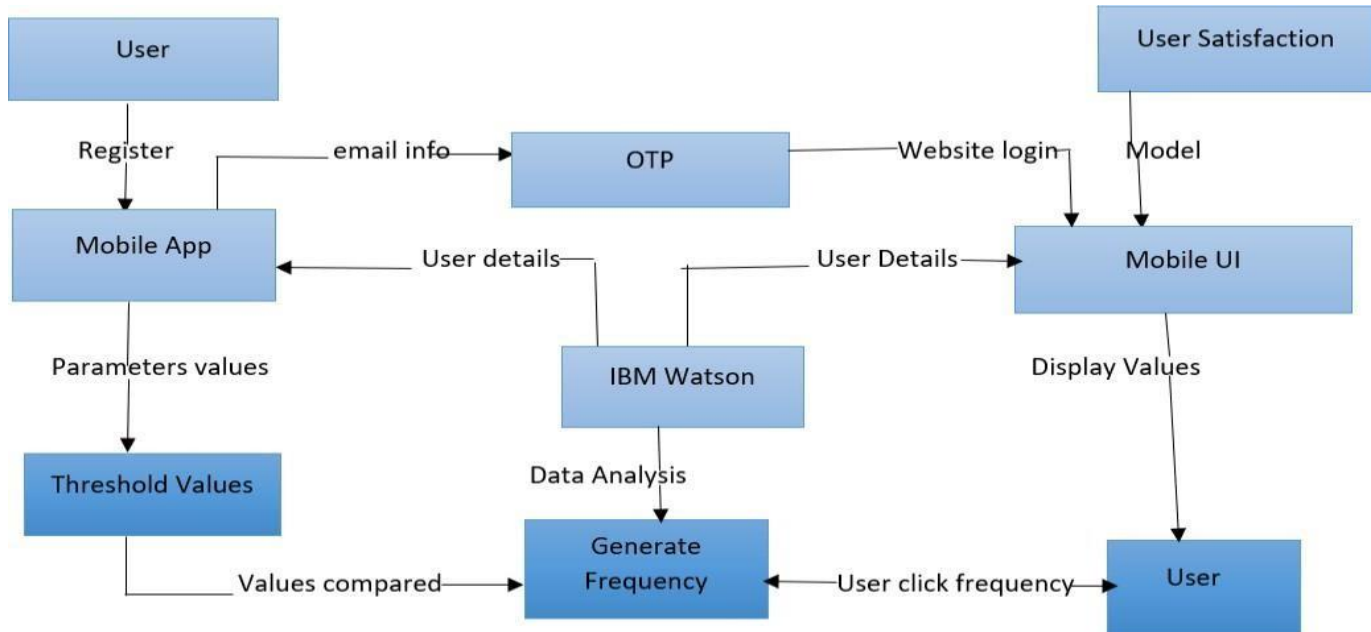 User
User Satisfaction
Register
email info
OTP
Website login
Model
Mobile App
User details
User Details
Mobile UI
Parameters values
IBM Watson
Display Values
Threshold Values
Data Analysis
Generate
Frequency
Values compared
User click frequency
User